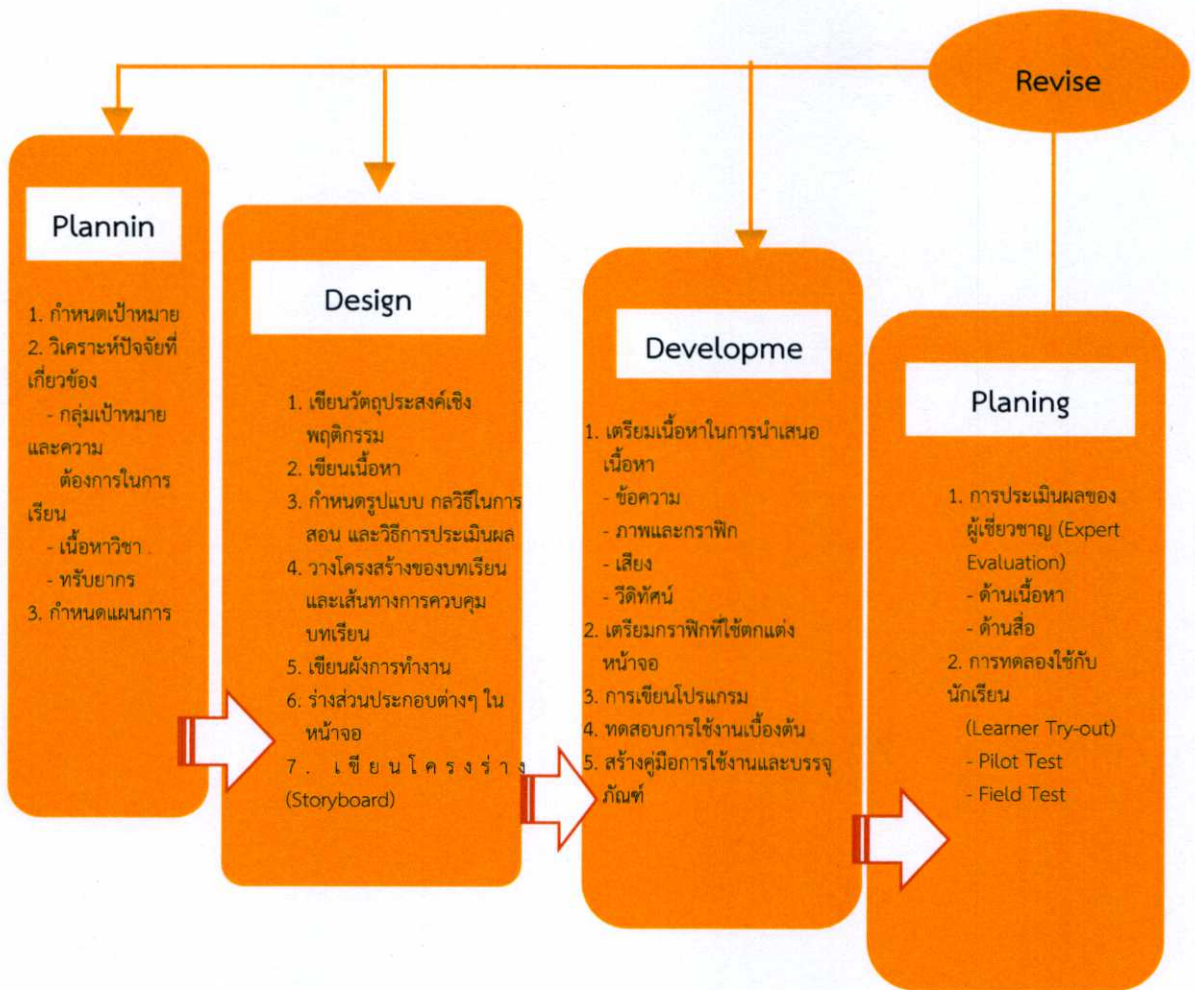 Revise
Plannin
1. กำหนดเป้าหมาย
2. วิเคราะห์ปัจจัยที่
เกี่ยวข้อง
- กลุ่มเป้าหมาย
และความ
ต้องการในการ
เรียน
- เนื้อหาวิชา
- ทรัพยากร
3. กำหนดแผนการ
Design
1. เขียนวัตถุประสงค์เชิง
พฤติกรรม
2. เขียนเนื้อหา
3. กำหนดรูปแบบ กลวิธีในการ
สอน และวิธีการประเมินผล
4. วางโครงสร้างของบทเรียน
และเส้นทางการควบคุม
บทเรียน
5. เขียนผังการทำงาน
6. ร่างส่วนประกอบต่างๆ ใน
หน้าจอ
7. เขียนโครงร่าง
(Storyboard)
Developme
1. เตรียมเนื้อหาในการนำเสนอ
เนื้อหา
- ข้อความ
- ภาพและกราฟิก
- เสียง
- วีดิทัศน์
2. เตรียมกราฟิกที่ใช้ตกแต่ง
หน้าจอ
3. การเขียนโปรแกรม
4. ทดสอบการใช้งานเบื้องต้น
5. สร้างคู่มือการใช้งานและบรรจุ
ภัณฑ์
Planing
1. การประเมินผลของ
ผู้เชี่ยวชาญ (Expert
Evaluation)
- ด้านเนื้อหา
- ด้านสื่อ
2. การทดลองใช้กับ
นักเรียน
(Learner Try-out)
- Pilot Test
- Field Test